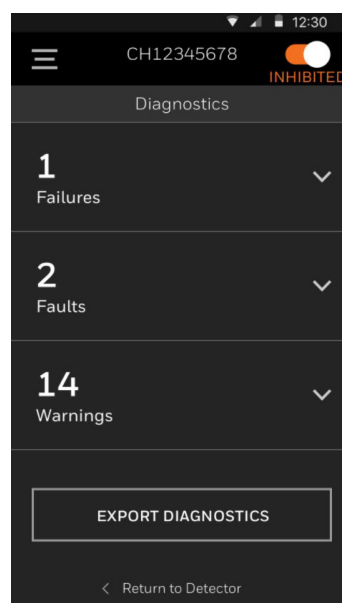 12:30
CH12345678
INHIBITED
Diagnostics
1
Failures
2
Faults
14
Warnings
EXPORT DIAGNOSTICS
< Return to Detector